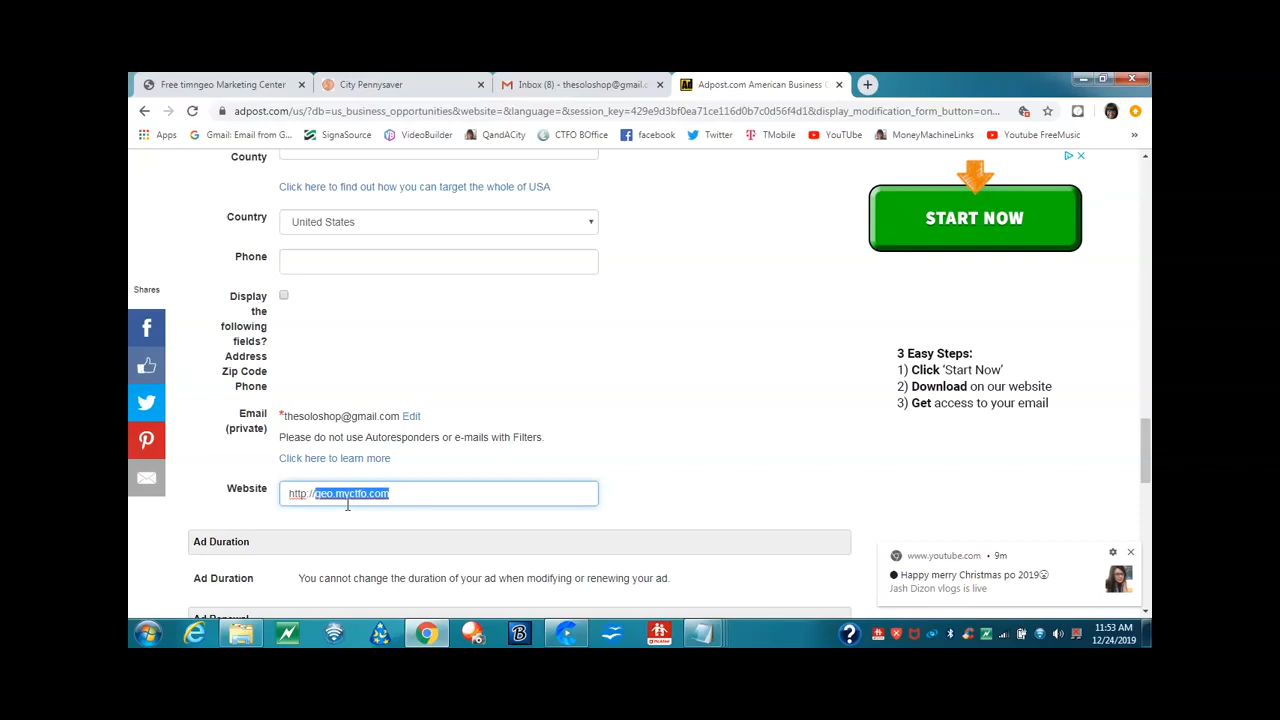 Free timngeo Marketing Center
City Pennysaver
Inbox (8) - thesoloshop@gmail.c
Adpost.com American Business
adpost.com/us/?db=us_business_opportunities&website=&language=&session_key=429e9d3bf0ea71ce116d0b7c0d56f4d1&display_modification_form_button=on...
Apps
Gmail: Email from G...
SignaSource
VideoBuilder
QandACity
CTFO BOffice
facebook
Twitter
TMobile
YouTUbe
MoneyMachineLinks
Youtube FreeMusic
»
County
Click here to find out how you can target the whole of USA
Country
United States
Phone
Display
the
following
fields?
Address
Zip Code
Phone
Email
(private)
*thesoloshop@gmail.com Edit
Please do not use Autoresponders or e-mails with Filters.
Click here to learn more
Website
http://geo.myctfo.com
Ad Duration
Ad Duration
You cannot change the duration of your ad when modifying or renewing your ad.
Ad Renewal
Shares
START NOW
3 Easy Steps:
1) Click 'Start Now'
2) Download on our website
3) Get access to your email
www.youtube.com • 9m
Happy merry Christmas po 2019
Jash Dizon vlogs is live
11:53 AM
12/24/2019